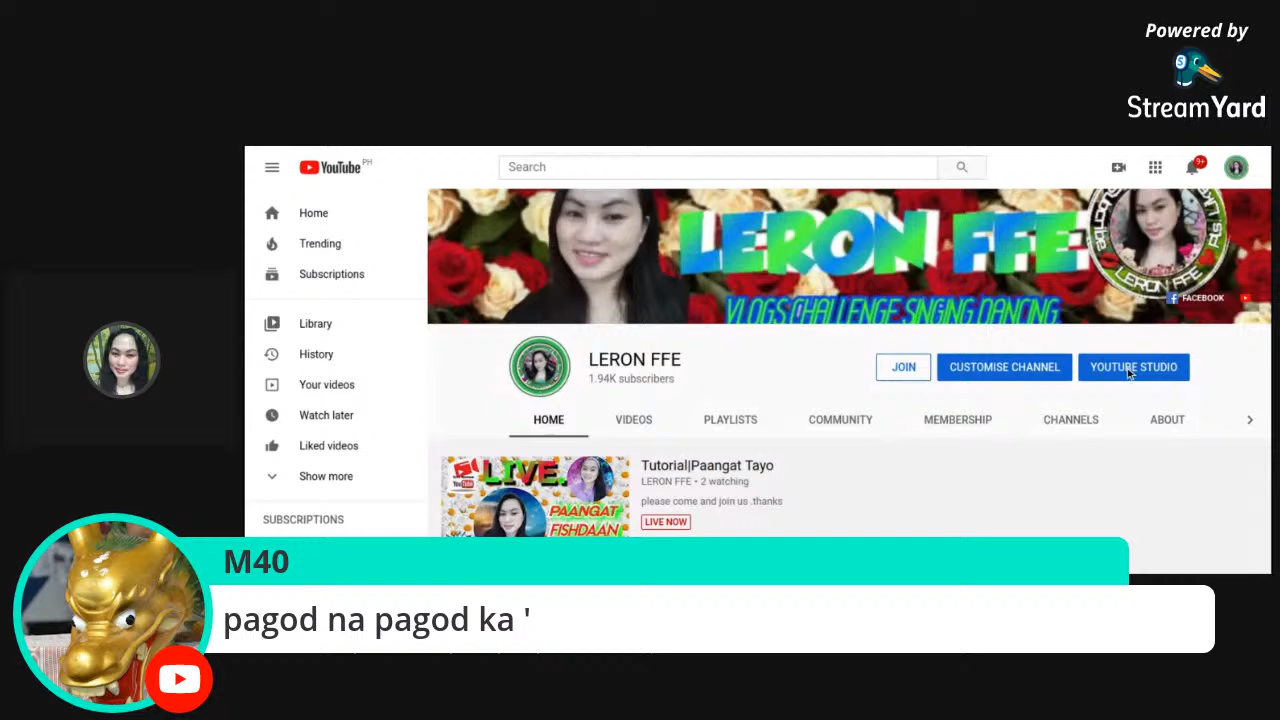 Powered by
StreamYard
YouTube PH
Search
9+
Home
Trending
Subscriptions
Library
History
Your videos
Watch later
Liked videos
Show more
SUBSCRIPTIONS
LERON FFE
VLOGS CHALLENGE SINGING DANCING
LERON FFE
FACEBOOK
LERON FFE
1.94K subscribers
JOIN
CUSTOMISE CHANNEL
YOUTUBE STUDIO
HOME
VIDEOS
PLAYLISTS
COMMUNITY
MEMBERSHIP
CHANNELS
ABOUT
LIVE.
PAANGAT
FISHDAAN
Tutorial|Paangat Tayo
LERON FFE • 2 watching
please come and join us .thanks
LIVE NOW
M40
pagod na pagod ka '